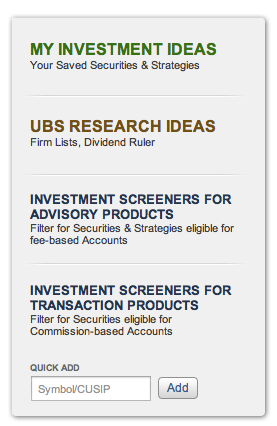 MY INVESTMENT IDEAS
Your Saved Securities & Strategies
UBS RESEARCH IDEAS
Firm Lists, Dividend Ruler
INVESTMENT SCREENERS FOR
ADVISORY PRODUCTS
Filter for Securities & Strategies eligible for
fee-based Accounts
INVESTMENT SCREENERS FOR
TRANSACTION PRODUCTS
Filter for Securities eligible for
Commission-based Accounts
QUICK ADD
Symbol/CUSIP Add